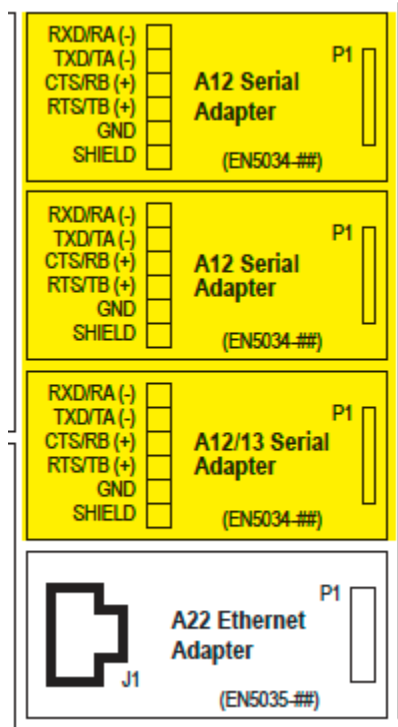 RXD/RA (-)
TXD/TA (-)
CTS/RB (+)
RTS/TB (+)
GND
SHIELD
P1
A12 Serial
Adapter
(EN5034-##)
RXD/RA (-)
TXD/TA (-)
CTS/RB (+)
RTS/TB (+)
GND
SHIELD
P1
A12 Serial
Adapter
(EN5034-##)
RXD/RA (-)
TXD/TA (-)
CTS/RB (+)
RTS/TB (+)
GND
SHIELD
P1
A12/13 Serial
Adapter
(EN5034-##)
J1
P1
A22 Ethernet
Adapter
(EN5035-##)